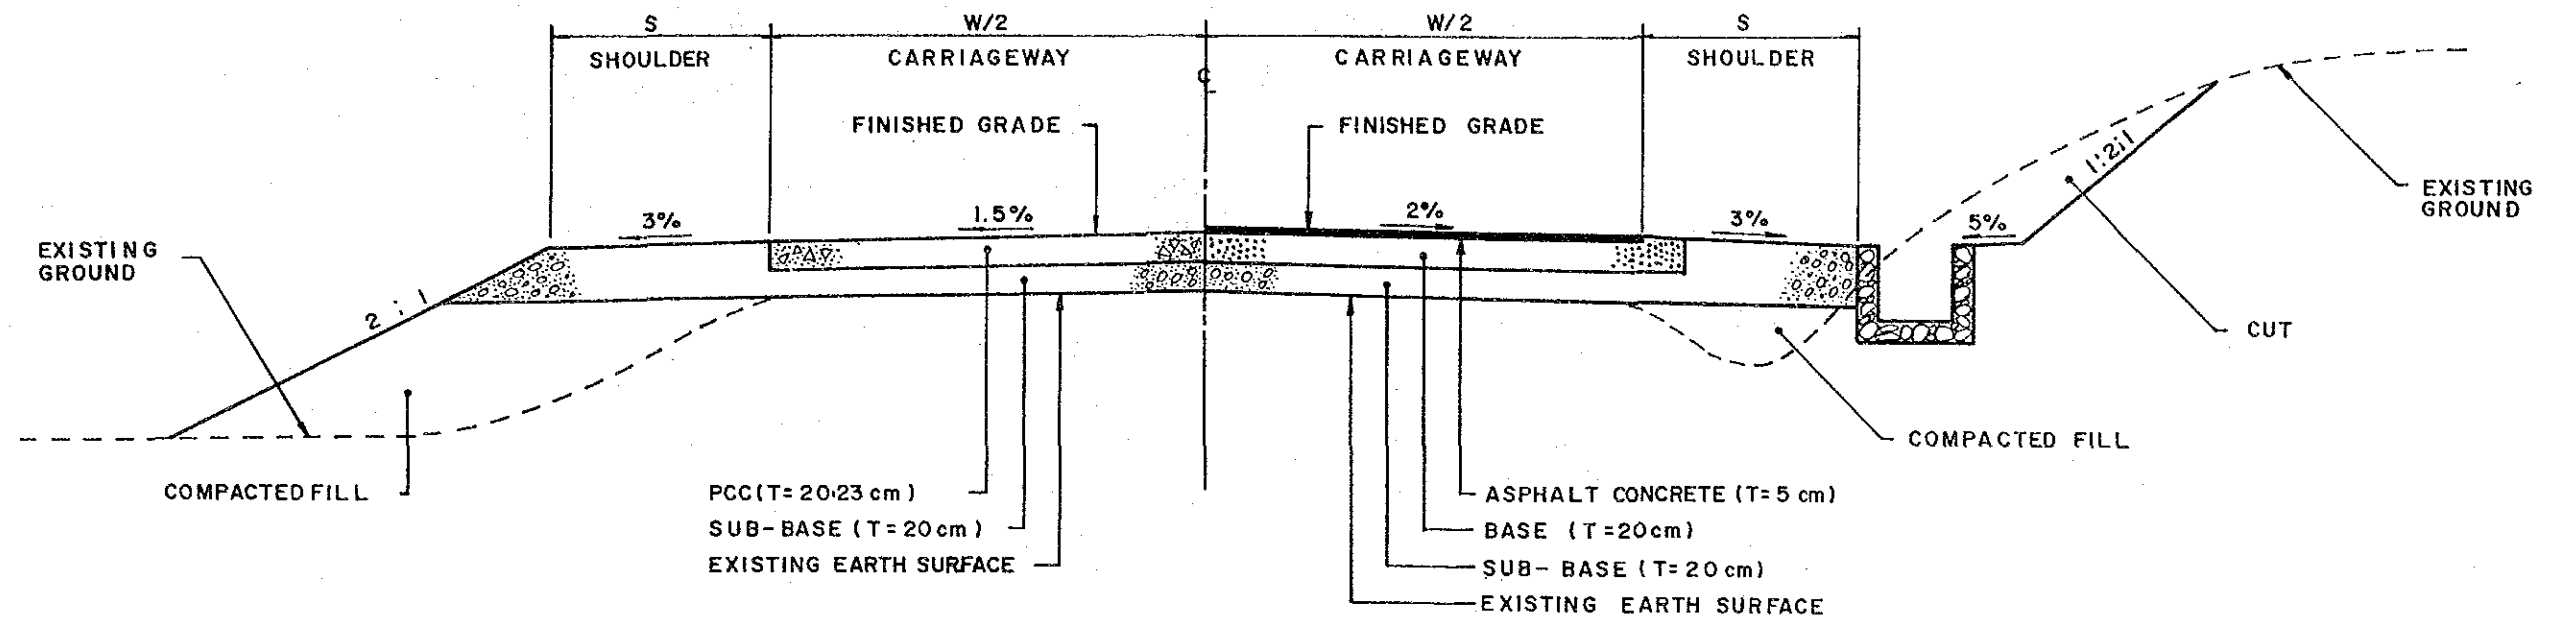 S W/2 W/2 S
SHOULDER CARRIAGEWAY CARRIAGEWAY SHOULDER
℄
FINISHED GRADE FINISHED GRADE
3% 1.5% 2% 3% 5%
1:2:1
EXISTING
GROUND
EXISTING
GROUND
2 : 1
CUT
COMPACTED FILL
COMPACTED FILL
PCC (T= 20.23 cm)
SUB-BASE (T=20cm)
EXISTING EARTH SURFACE
ASPHALT CONCRETE (T=5 cm)
BASE (T=20cm)
SUB-BASE (T=20cm)
EXISTING EARTH SURFACE